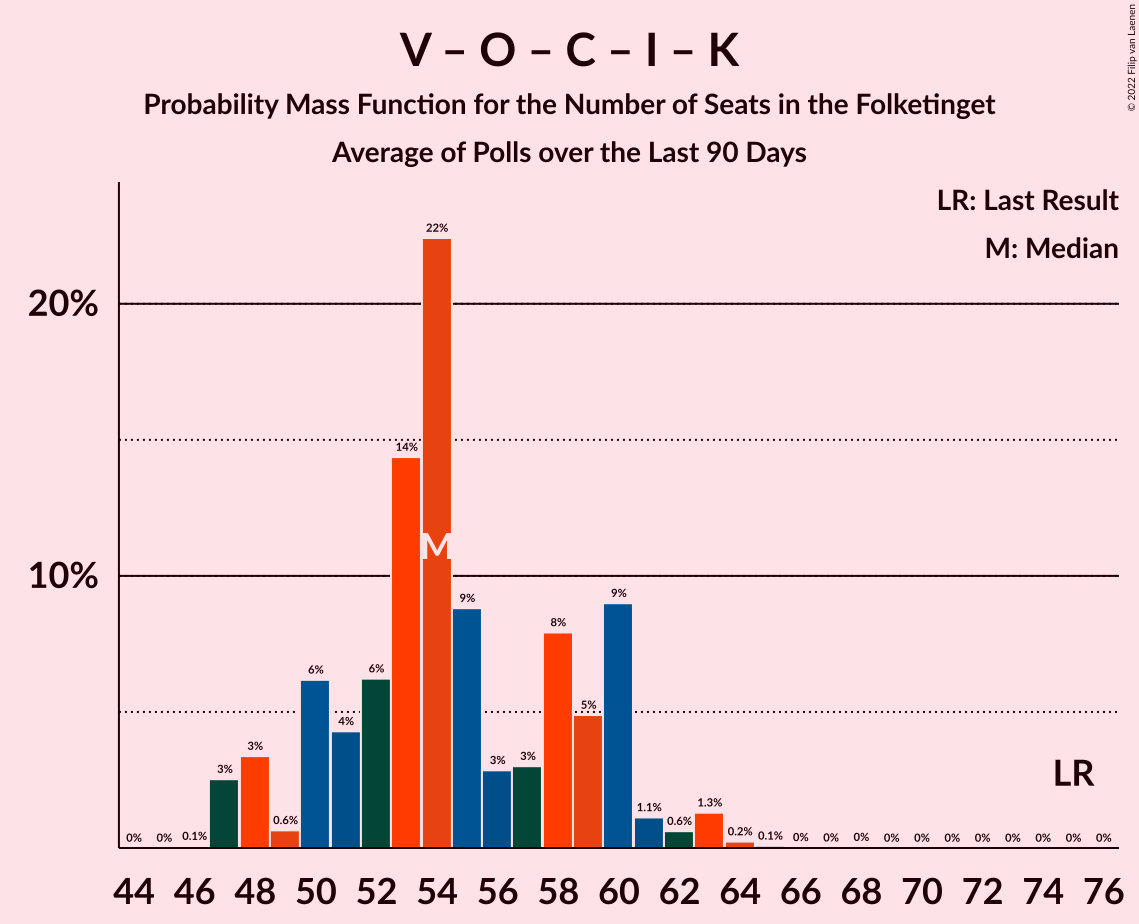 V – O – C – I – K
Probability Mass Function for the Number of Seats in the Folketinget
Average of Polls over the Last 90 Days
© 2022 Filip van Laenen
LR: Last Result
M: Median
20%
10%
0% 0% 0.1% 3% 3% 0.6% 6% 4% 6% 14% 22% 9% 3% 3% 8% 5% 9% 1.1% 0.6% 1.3% 0.2% 0.1% 0% 0% 0% 0% 0% 0% 0% 0% 0% 0% 0%
M
LR
44 46 48 50 52 54 56 58 60 62 64 66 68 70 72 74 76